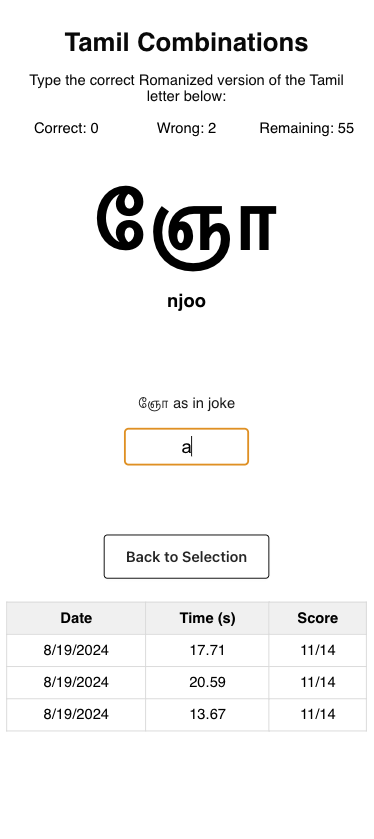 Tamil Combinations
Type the correct Romanized version of the Tamil
letter below:
Correct: 0 Wrong: 2 Remaining: 55
ஞோ
njoo
ஞோ as in joke
a
Back to Selection
Date Time (s) Score
8/19/2024 17.71 11/14
8/19/2024 20.59 11/14
8/19/2024 13.67 11/14